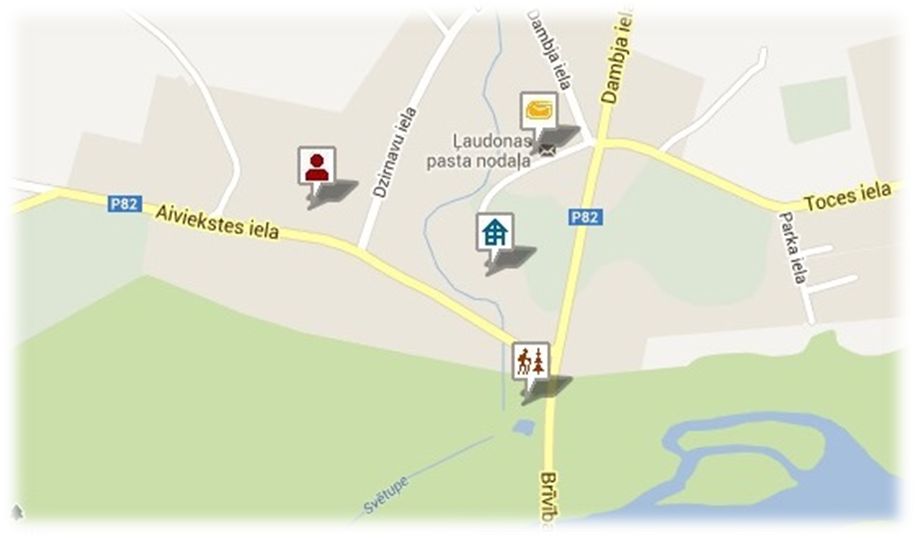 Dambja iela
Dambja iela
Dzirnavu iela
Ļaudonas
pasta nodaļa
P82
Aiviekstes iela
P82
Toces iela
Parka iela
Svētupe
Brīvība